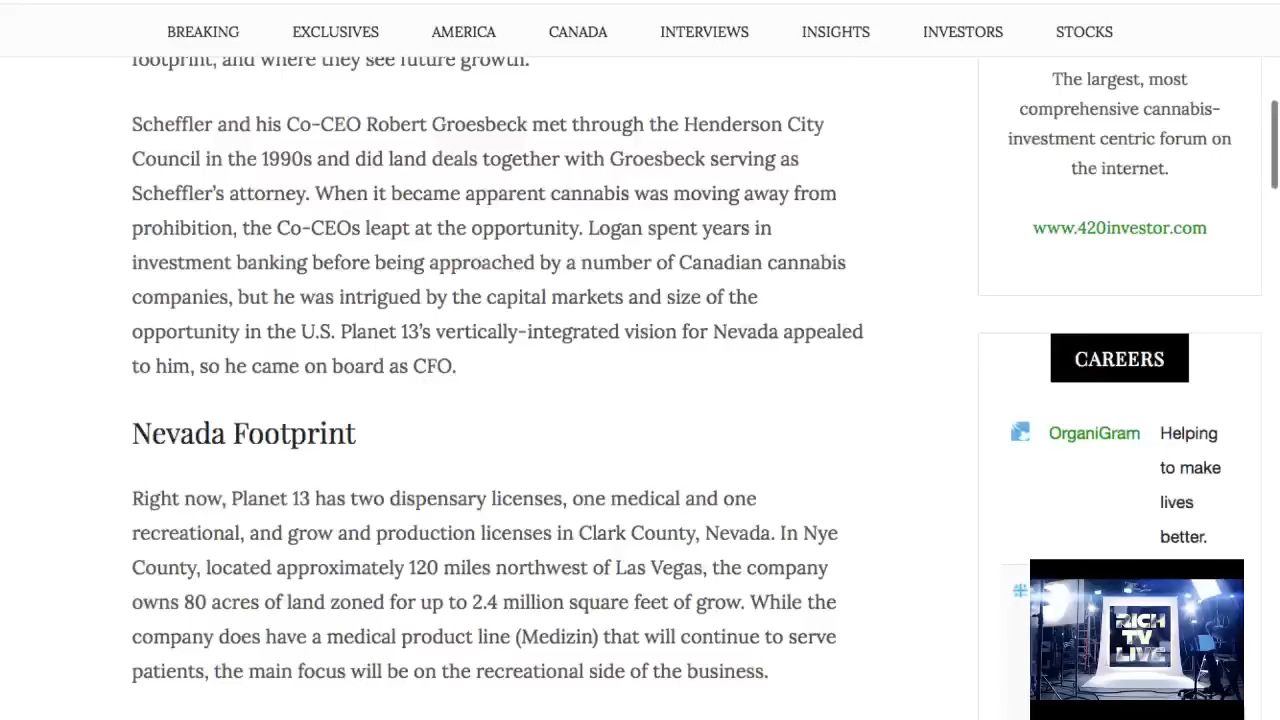 BREAKING EXCLUSIVES AMERICA CANADA INTERVIEWS INSIGHTS INVESTORS STOCKS
footprint, and where they see future growth.
Scheffler and his Co-CEO Robert Groesbeck met through the Henderson City
Council in the 1990s and did land deals together with Groesbeck serving as
Scheffler’s attorney. When it became apparent cannabis was moving away from
prohibition, the Co-CEOs leapt at the opportunity. Logan spent years in
investment banking before being approached by a number of Canadian cannabis
companies, but he was intrigued by the capital markets and size of the
opportunity in the U.S. Planet 13’s vertically-integrated vision for Nevada appealed
to him, so he came on board as CFO.
Nevada Footprint
Right now, Planet 13 has two dispensary licenses, one medical and one
recreational, and grow and production licenses in Clark County, Nevada. In Nye
County, located approximately 120 miles northwest of Las Vegas, the company
owns 80 acres of land zoned for up to 2.4 million square feet of grow. While the
company does have a medical product line (Medizin) that will continue to serve
patients, the main focus will be on the recreational side of the business.
The largest, most
comprehensive cannabis-
investment centric forum on
the internet.
www.420investor.com
CAREERS
OrganiGram Helping
to make
lives
better.
RICH
TV
LIVE